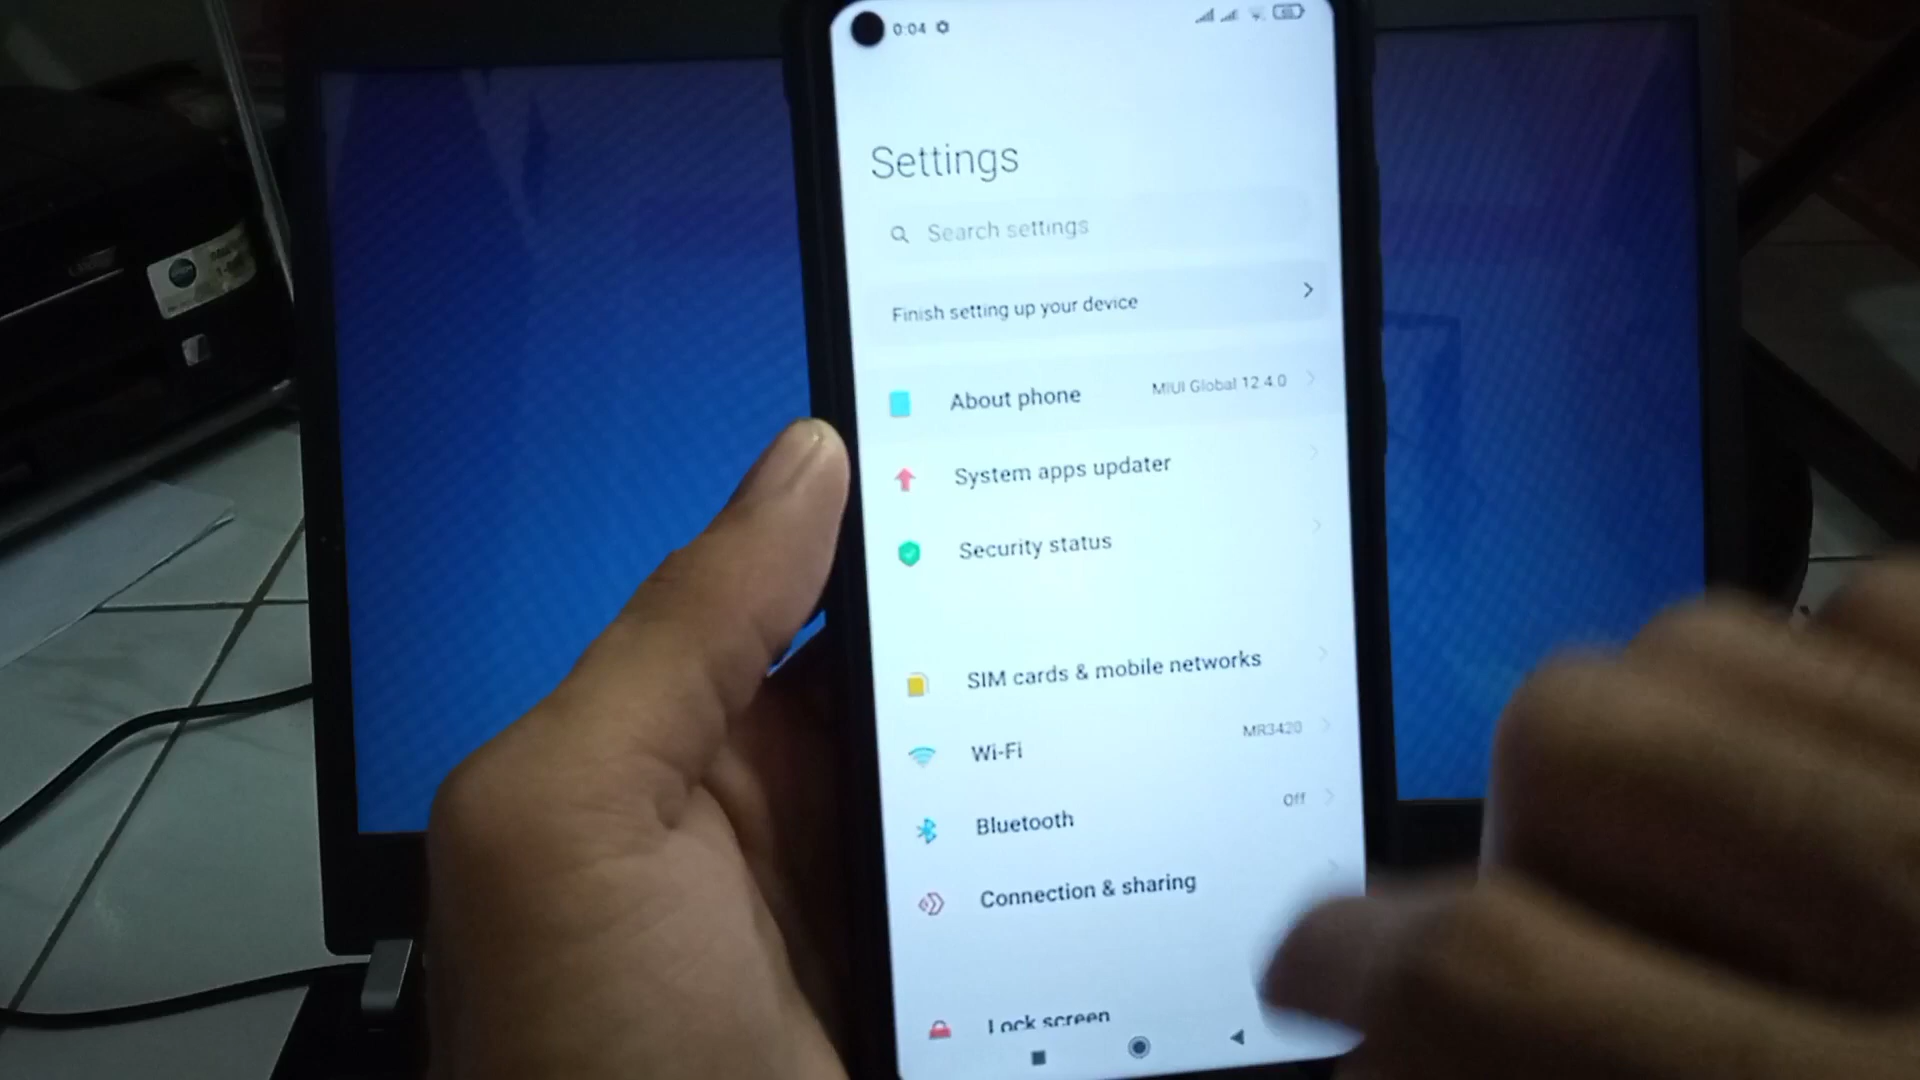 0:04
Settings
Search settings
Finish setting up your device
About phone
MIUI Global 12.4.0
System apps updater
Security status
SIM cards & mobile networks
Wi-Fi
MR3420
Bluetooth
Off
Connection & sharing
Lock screen